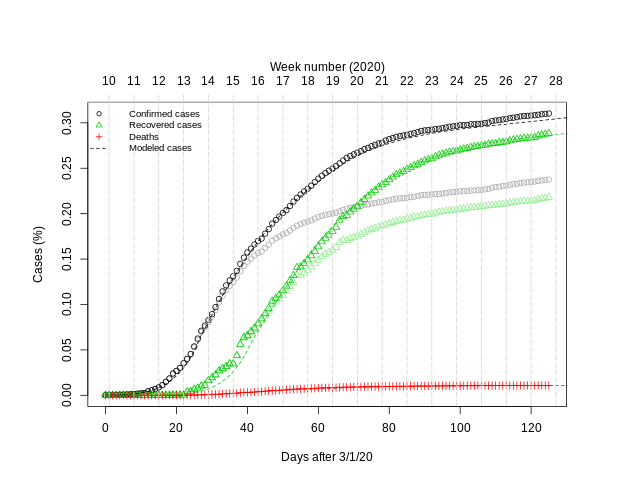 Week number (2020)
10 11 12 13 14 15 16 17 18 19 20 21 22 23 24 25 26 27 28
Confirmed cases
Recovered cases
Deaths
Modeled cases
Cases (%)
0.30
0.25
0.20
0.15
0.10
0.05
0.00
0 20 40 60 80 100 120
Days after 3/1/20